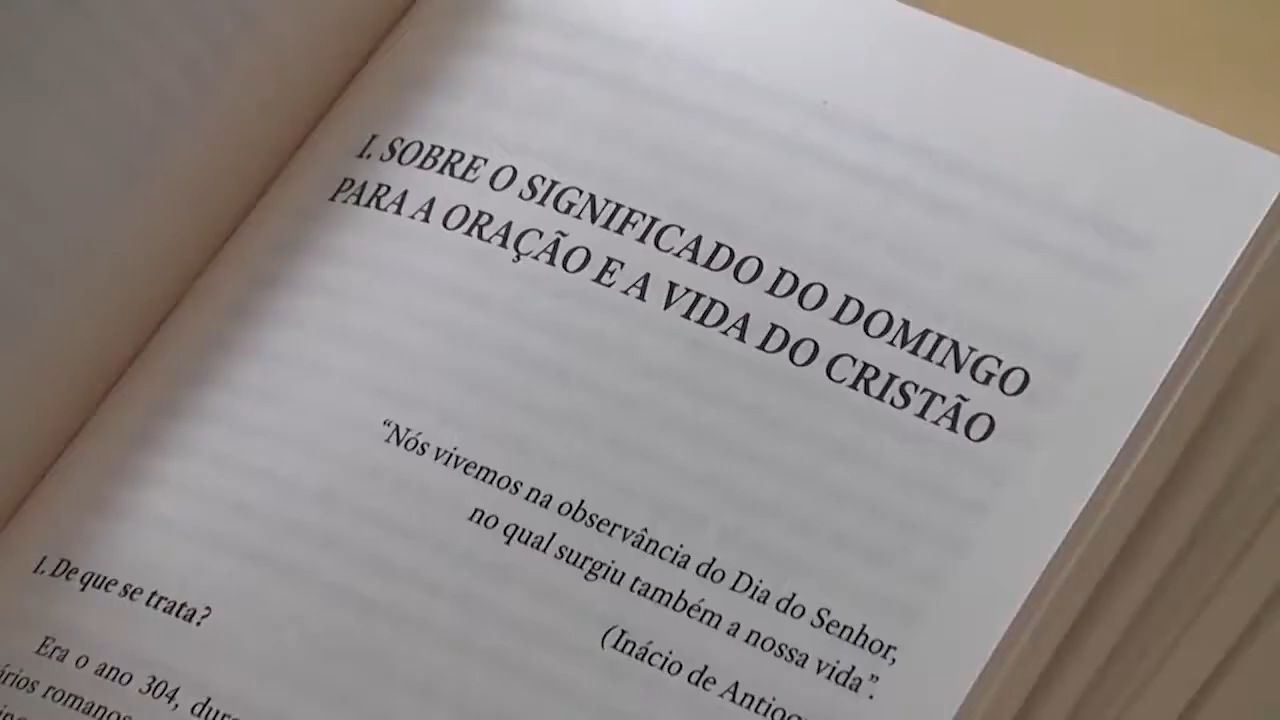 I. SOBRE O SIGNIFICADO DO DOMINGO
PARA A ORAÇÃO E A VIDA DO CRISTÃO
“Nós vivemos na observância do Dia do Senhor,
no qual surgiu também a nossa vida”.
(Inácio de
1. De que se trata?
Era o ano 304,
romanos